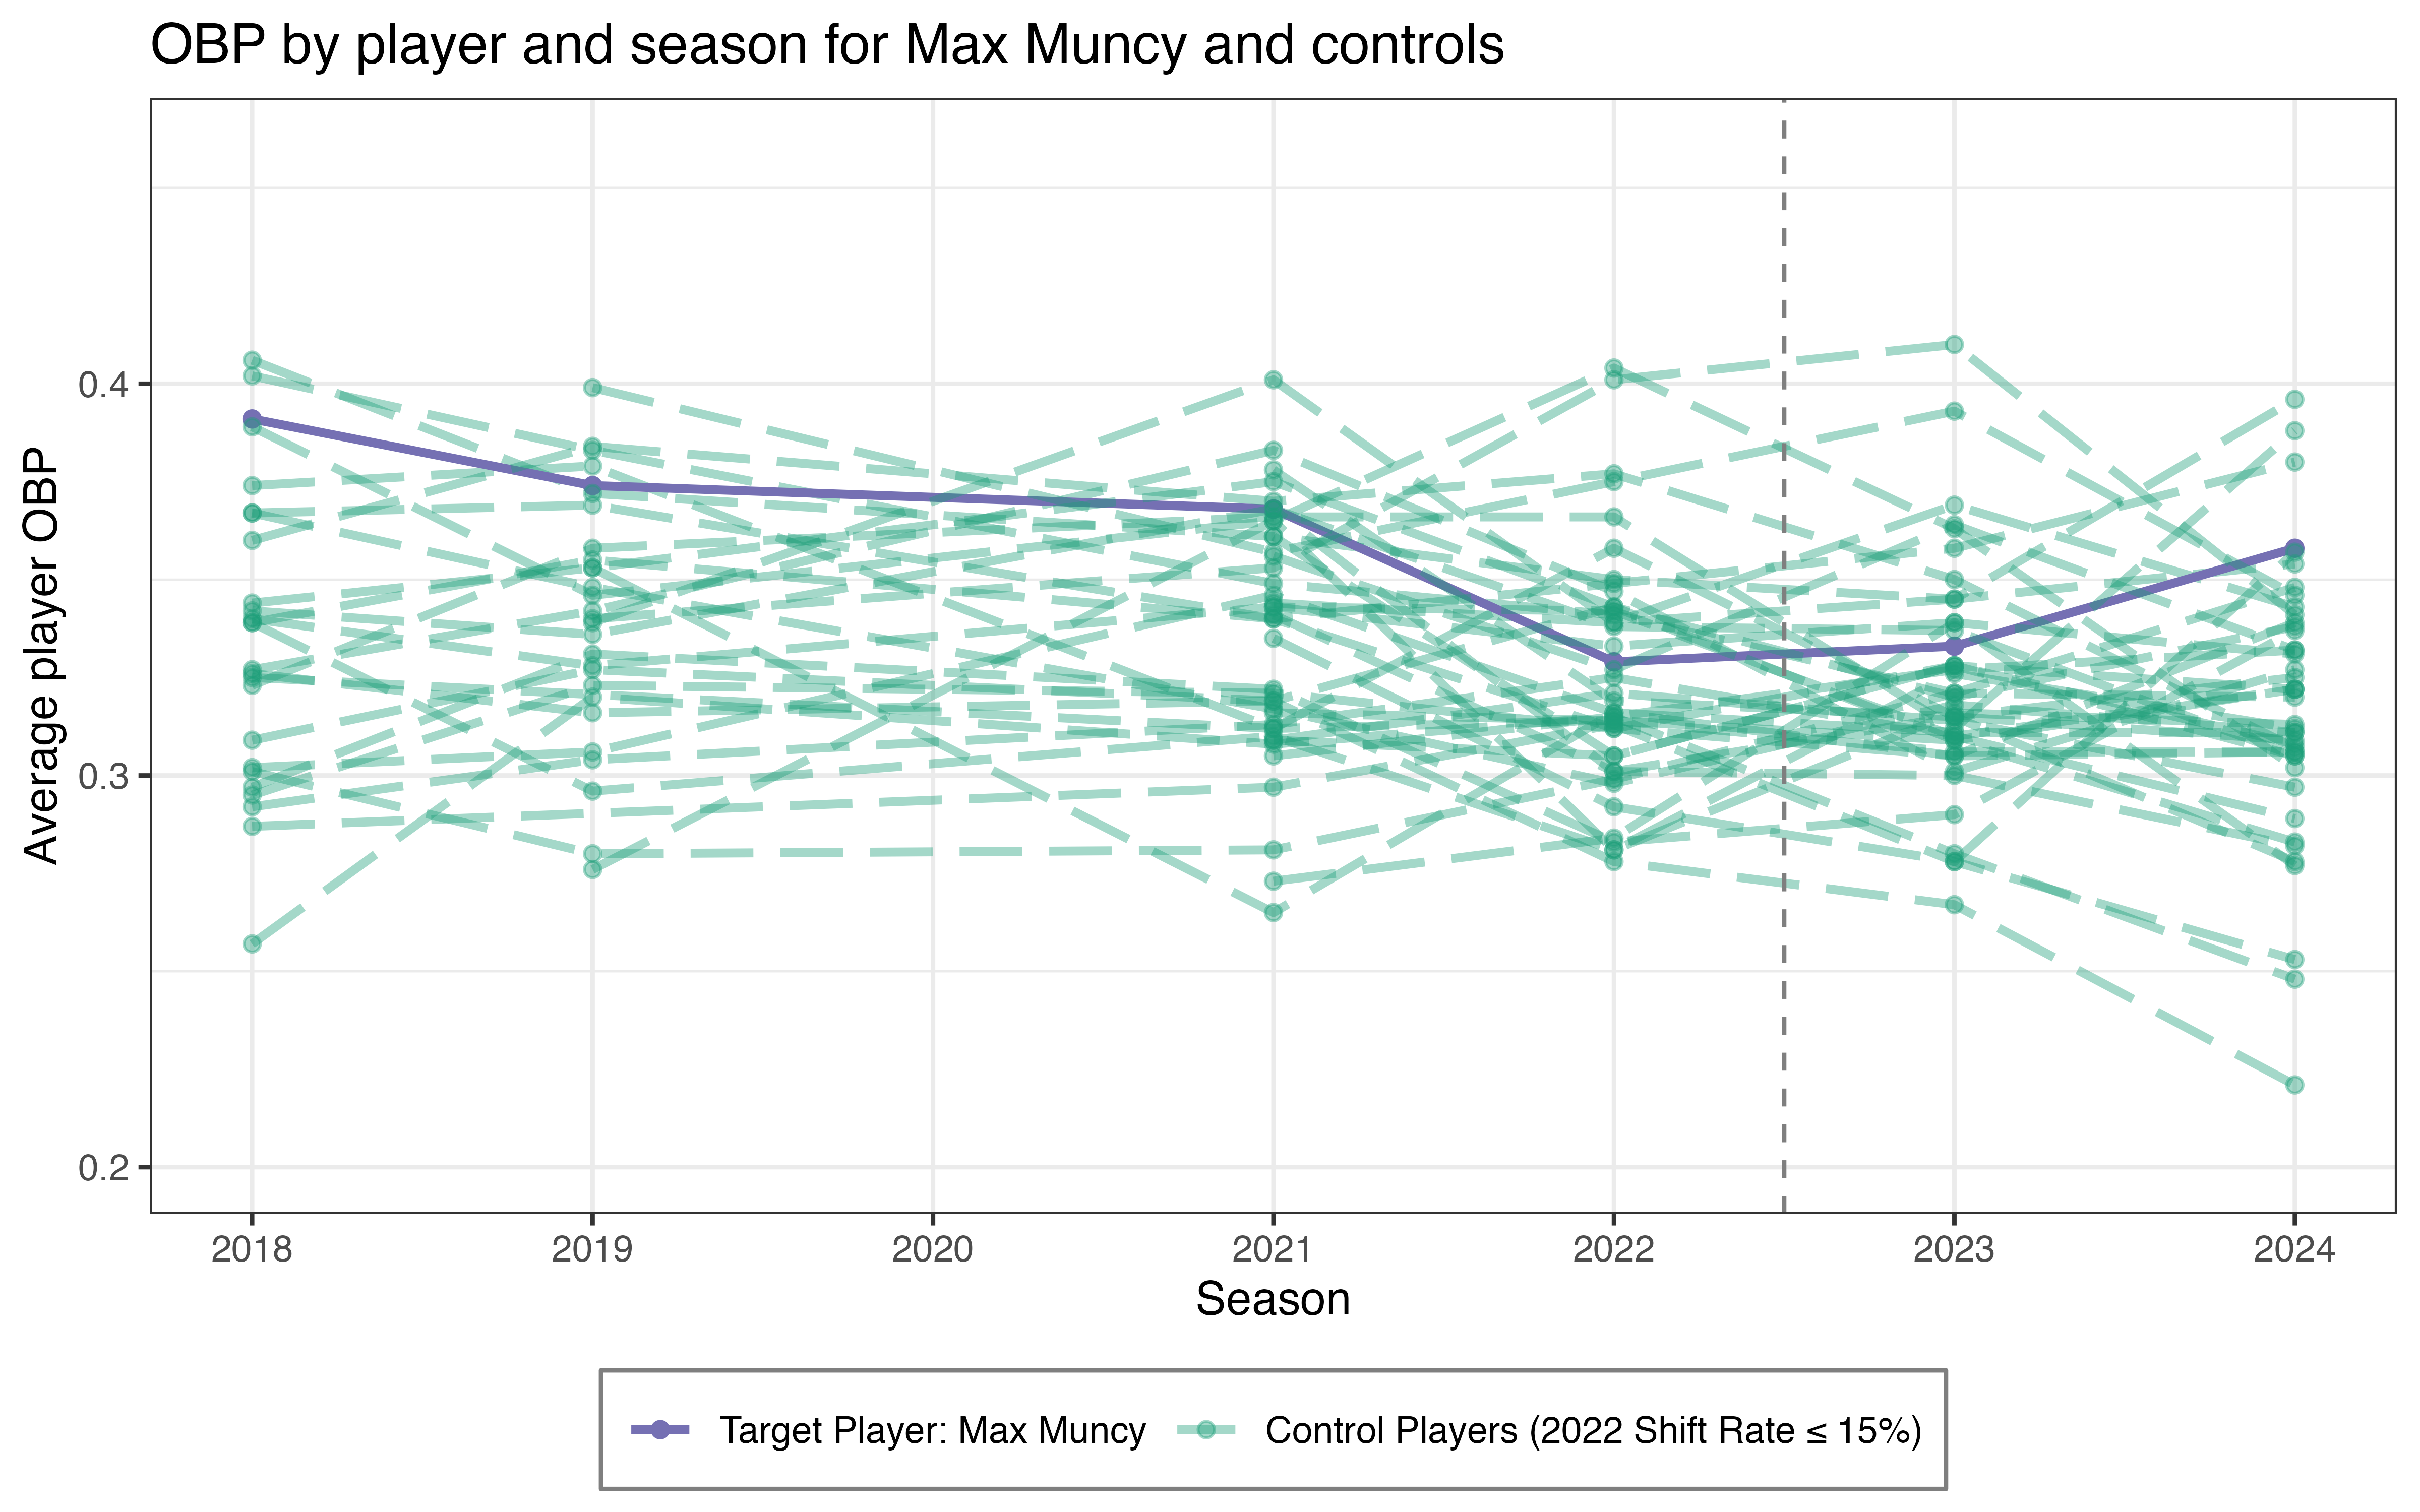 OBP by player and season for Max Muncy and controls
Average player OBP
0.4
0.3
0.2
2018 2019 2020 2021 2022 2023 2024
Season
Target Player: Max Muncy Control Players (2022 Shift Rate ≤ 15%)